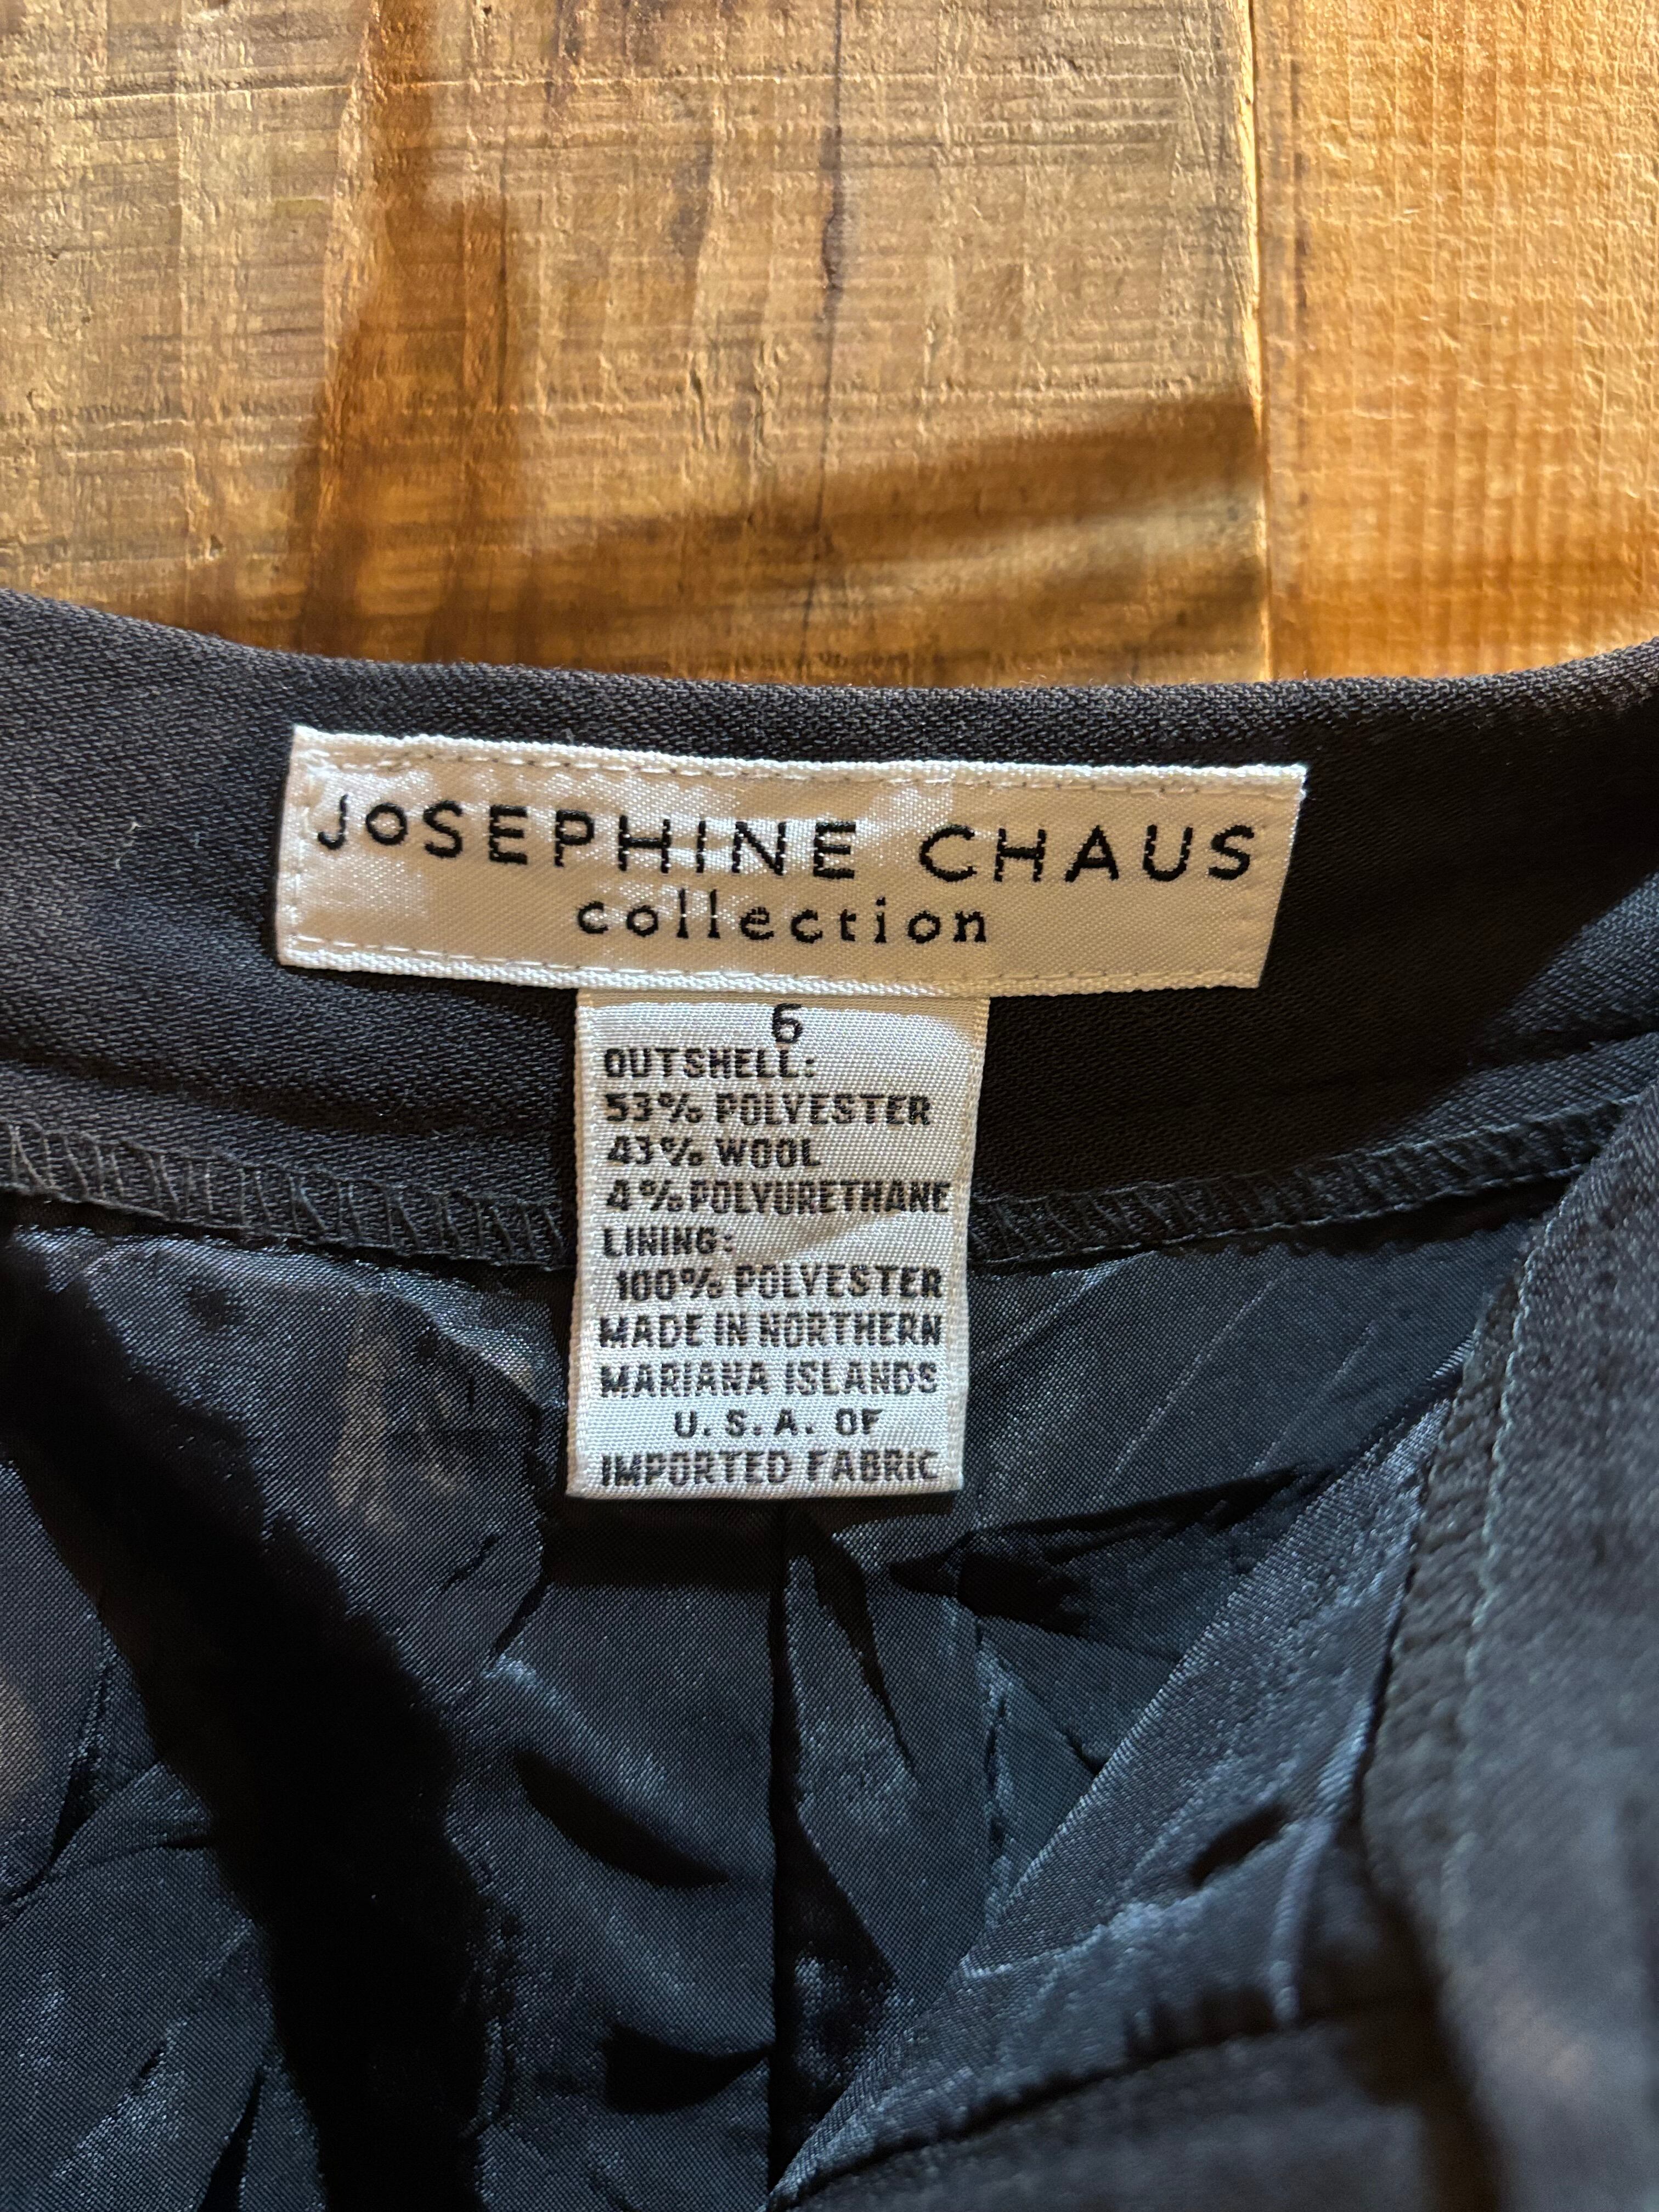 JoSEPHINE CHAUS
collection
6
OUTSHELL:
53% POLYESTER
43% WOOL
4% POLYURETHANE
LINING:
100% POLYESTER
MADE IN NORTHERN
MARIANA ISLANDS
U.S.A. OF
IMPORTED FABRIC